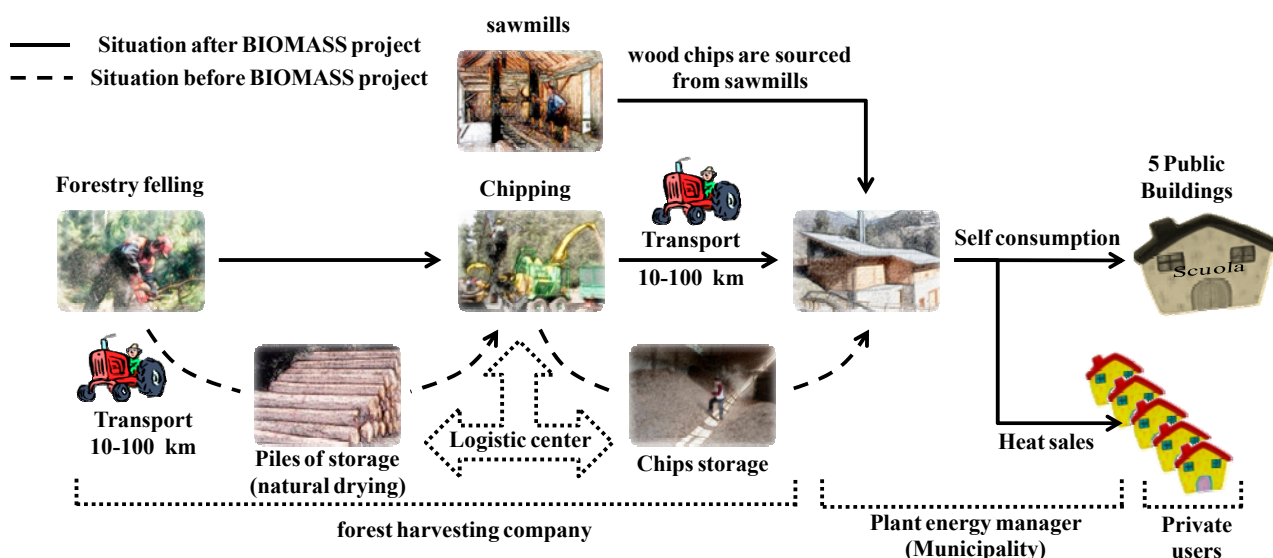 sawmills
Situation after BIOMASS project
Situation before BIOMASS project
wood chips are sourced
from sawmills
Forestry felling
Chipping
Transport
10-100 km
5 Public
Buildings
Self consumption
Scuola
Transport
10-100 km
Piles of storage
(natural drying)
Logistic center
Chips storage
Heat sales
forest harvesting company
Plant energy manager
(Municipality)
Private
users